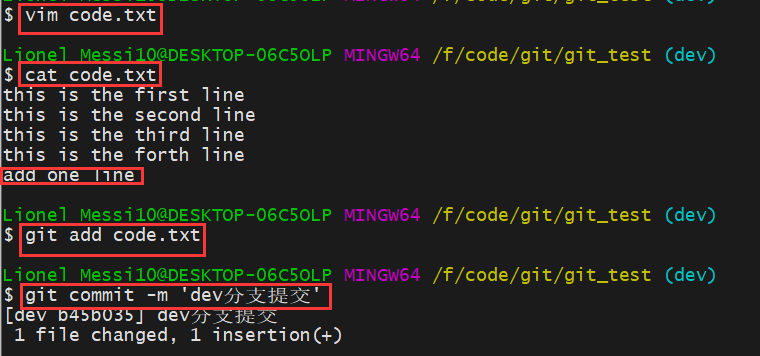 $ vim code.txt
Lionel Messi10@DESKTOP-06C5OLP MINGW64 /f/code/git/git_test (dev)
$ cat code.txt
this is the first line
this is the second line
this is the third line
this is the forth line
add one line
Lionel Messi10@DESKTOP-06C5OLP MINGW64 /f/code/git/git_test (dev)
$ git add code.txt
Lionel Messi10@DESKTOP-06C5OLP MINGW64 /f/code/git/git_test (dev)
$ git commit -m 'dev分支提交'
[dev b45b035] dev分支提交
1 file changed, 1 insertion(+)